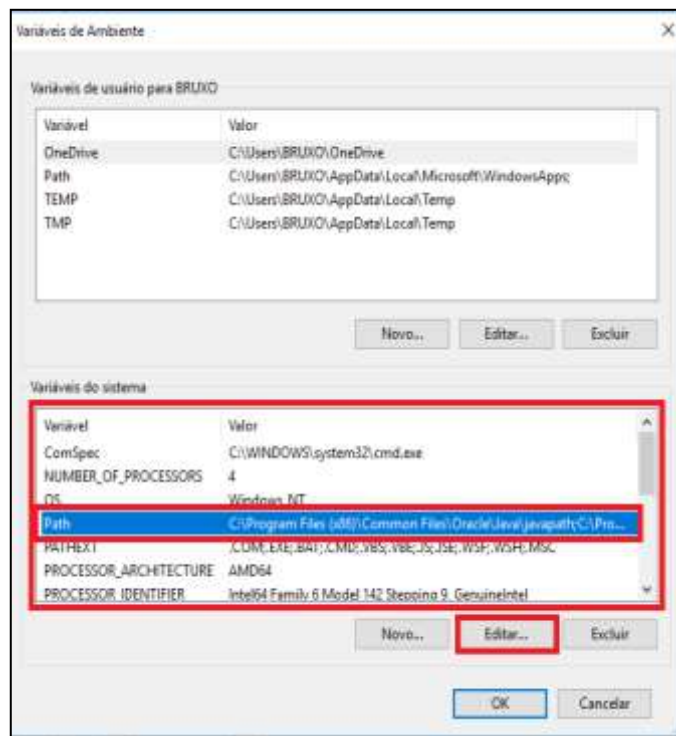 Variáveis de Ambiente
Variáveis de usuário para BRUXO
Variável Valor
OneDrive C:\Users\BRUXO\OneDrive
Path C:\Users\BRUXO\AppData\Local\Microsoft\WindowsApps;
TEMP C:\Users\BRUXO\AppData\Local\Temp
TMP C:\Users\BRUXO\AppData\Local\Temp
Novo... Editar... Excluir
Variáveis do sistema
Variável Valor
ComSpec C:\WINDOWS\system32\cmd.exe
NUMBER_OF_PROCESSORS 4
OS Windows_NT
Path C:\Program Files (x86)\Common Files\Oracle\Java\javapath;C:\Pro...
PATHEXT .COM;.EXE;.BAT;.CMD;.VBS;.VBE;.JS;.JSE;.WSF;.WSH;.MSC
PROCESSOR_ARCHITECTURE AMD64
PROCESSOR_IDENTIFIER Intel64 Family 6 Model 142 Stepping 9, GenuineIntel
Novo... Editar... Excluir
OK Cancelar